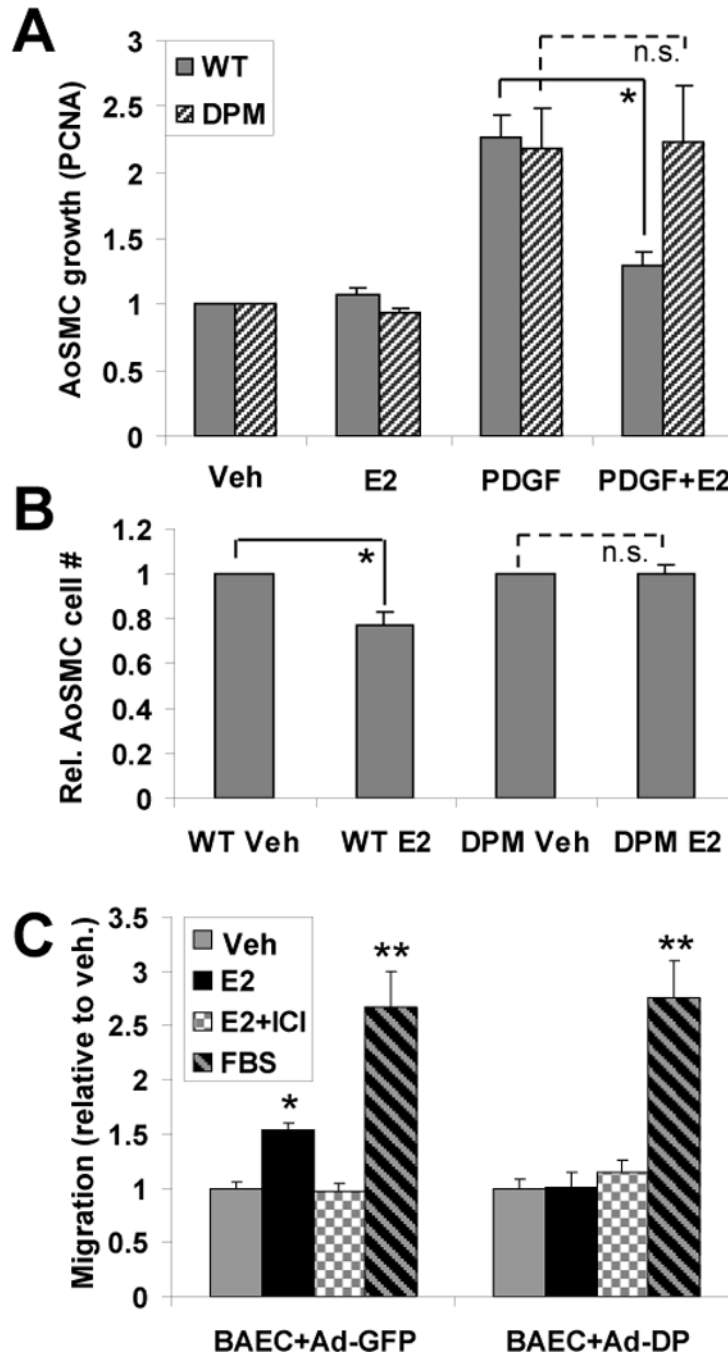 A
3
2.5
2
1.5
1
0.5
0
AoSMC growth (PCNA)
WT
DPM
n.s.
*
Veh E2 PDGF PDGF+E2
B
1.2
1
0.8
0.6
0.4
0.2
0
Rel. AoSMC cell #
*
n.s.
WT Veh WT E2 DPM Veh DPM E2
C
3.5
3
2.5
2
1.5
1
0.5
0
Migration (relative to veh.)
Veh
E2
E2+ICI
FBS
*
**
**
BAEC+Ad-GFP BAEC+Ad-DP